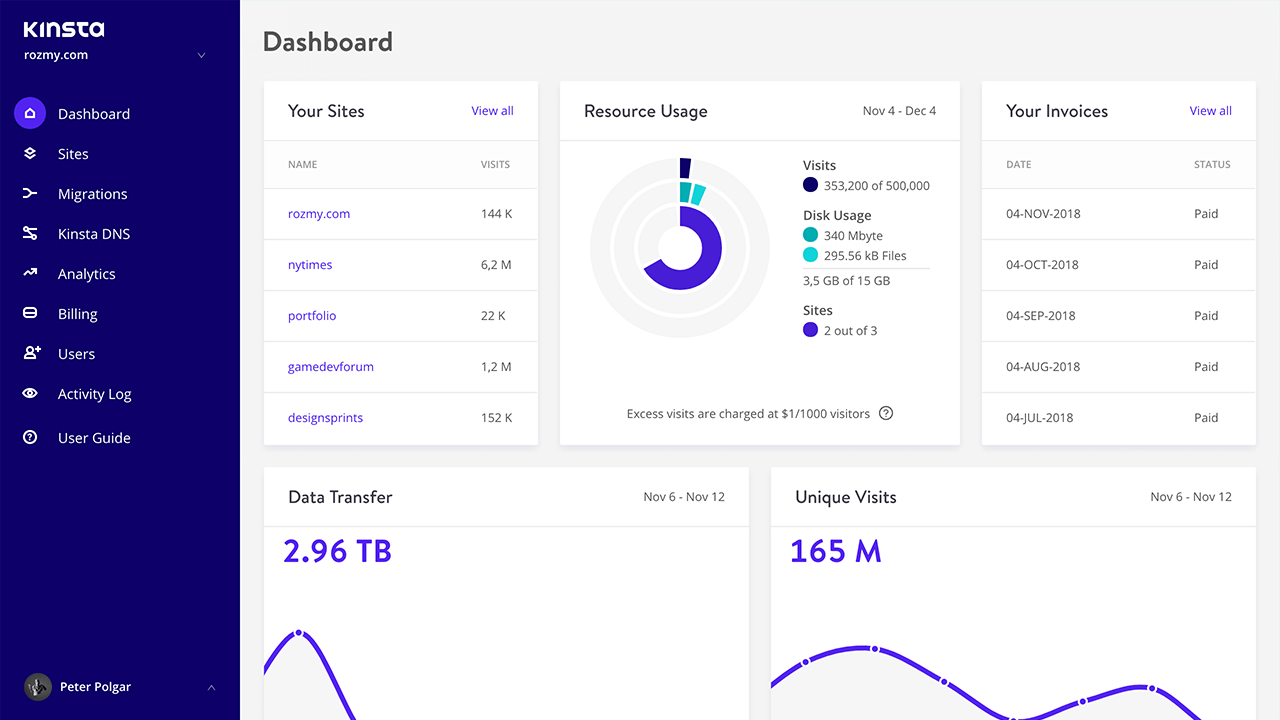 KINSTA
rozmy.com
Dashboard
Sites
Migrations
Kinsta DNS
Analytics
Billing
Users
Activity Log
User Guide
Peter Polgar
Dashboard
Your Sites View all
NAME VISITS
rozmy.com 144 K
nytimes 6,2 M
portfolio 22 K
gamedevforum 1,2 M
designsprints 152 K
Resource Usage Nov 4 - Dec 4
Visits
353,200 of 500,000
Disk Usage
340 Mbyte
295.56 kB Files
3,5 GB of 15 GB
Sites
2 out of 3
Excess visits are charged at $1/1000 visitors ?
Your Invoices View all
DATE STATUS
04-NOV-2018 Paid
04-OCT-2018 Paid
04-SEP-2018 Paid
04-AUG-2018 Paid
04-JUL-2018 Paid
Data Transfer Nov 6 - Nov 12
2.96 TB
Unique Visits Nov 6 - Nov 12
165 M